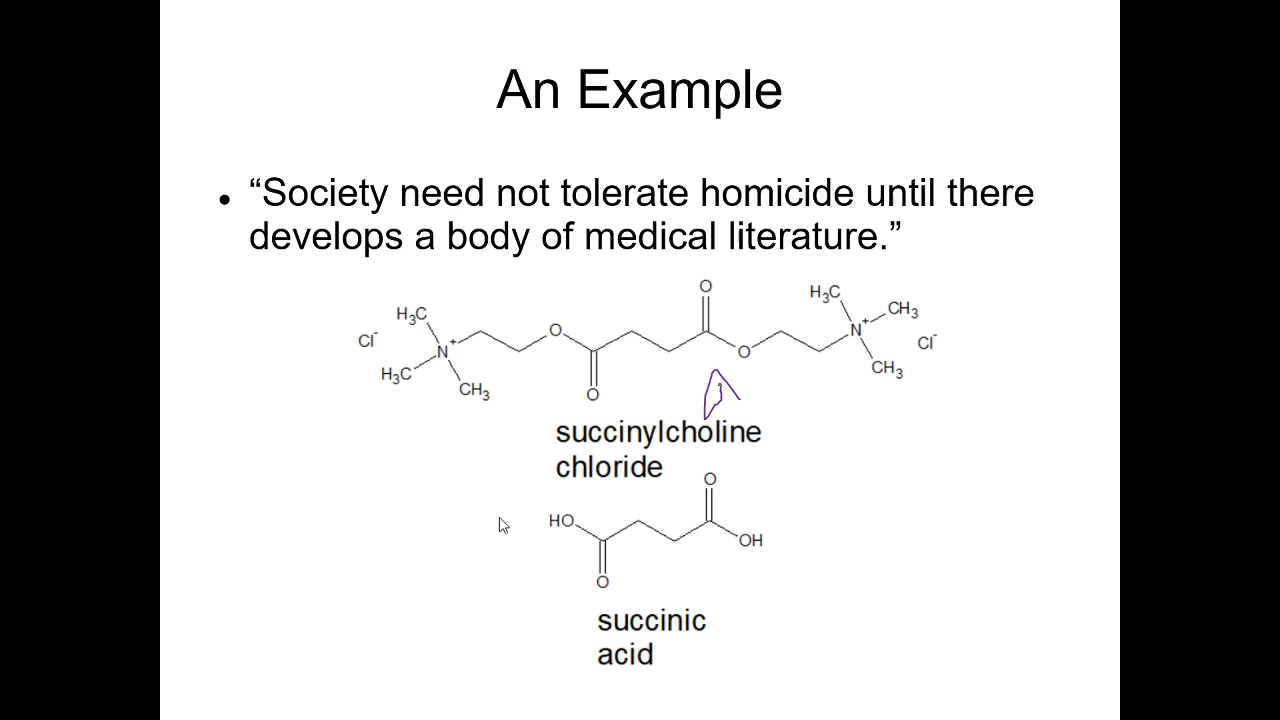 An Example
• “Society need not tolerate homicide until there
develops a body of medical literature.”
O
H₃C
H₃C
CH₃
Cl⁻
N⁺
O
N⁺
Cl⁻
O
H₃C
CH₃
O
CH₃
succinylcholine
chloride
O
HO
OH
O
succinic
acid